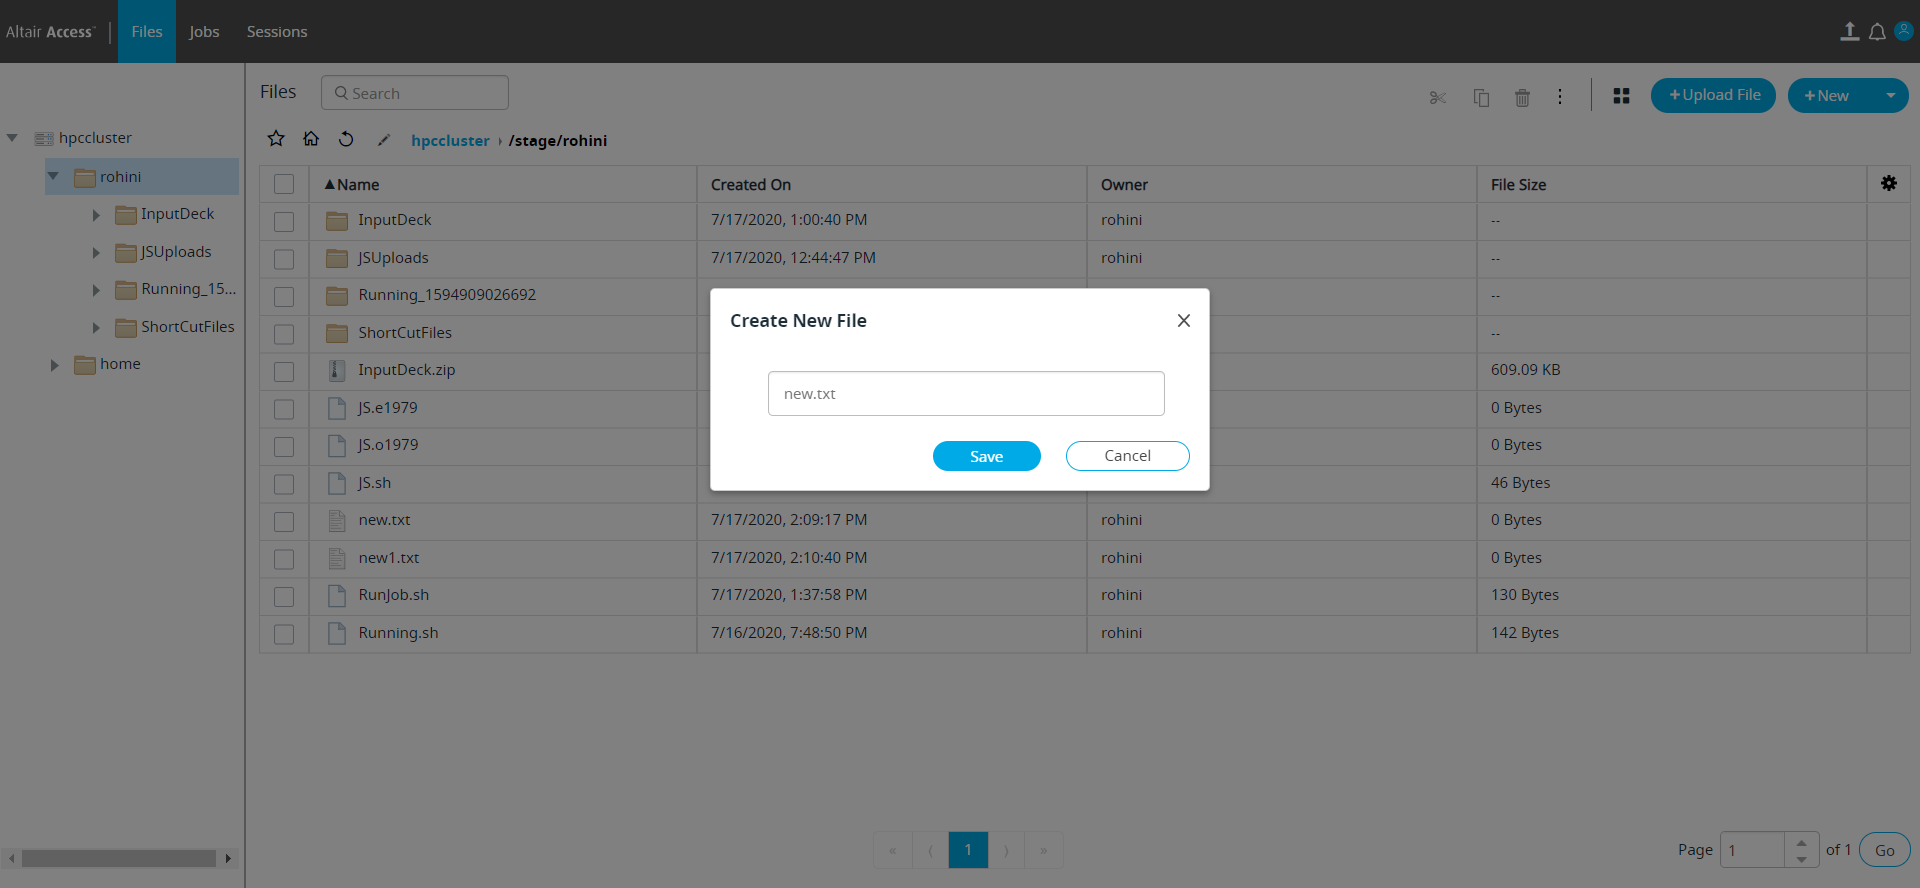 Altair Access™ Files Jobs Sessions
Files Search +Upload File +New
hpccluster
rohini
InputDeck
JSUploads
Running_15...
ShortCutFiles
home
hpccluster › /stage/rohini
▲Name Created On Owner File Size
InputDeck 7/17/2020, 1:00:40 PM rohini --
JSUploads 7/17/2020, 12:44:47 PM rohini --
Running_1594909026692 --
ShortCutFiles --
InputDeck.zip 609.09 KB
JS.e1979 0 Bytes
JS.o1979 0 Bytes
JS.sh 46 Bytes
new.txt 7/17/2020, 2:09:17 PM rohini 0 Bytes
new1.txt 7/17/2020, 2:10:40 PM rohini 0 Bytes
RunJob.sh 7/17/2020, 1:37:58 PM rohini 130 Bytes
Running.sh 7/16/2020, 7:48:50 PM rohini 142 Bytes
Create New File
new.txt
Save Cancel
« ⟨ 1 ⟩ » Page 1 of 1 Go